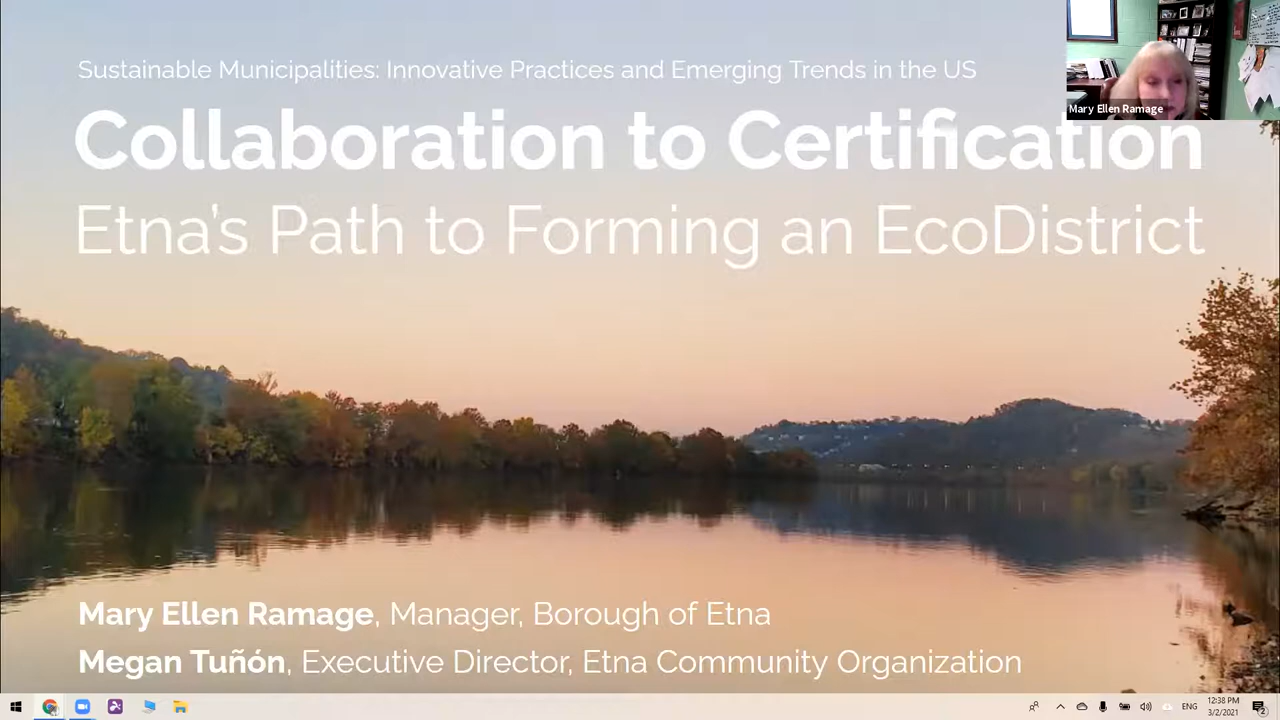 Sustainable Municipalities: Innovative Practices and Emerging Trends in the US
Collaboration to Certification
Etna's Path to Forming an EcoDistrict
Mary Ellen Ramage
Mary Ellen Ramage, Manager, Borough of Etna
Megan Tuñón, Executive Director, Etna Community Organization
ENG
12:38 PM
3/2/2021
2